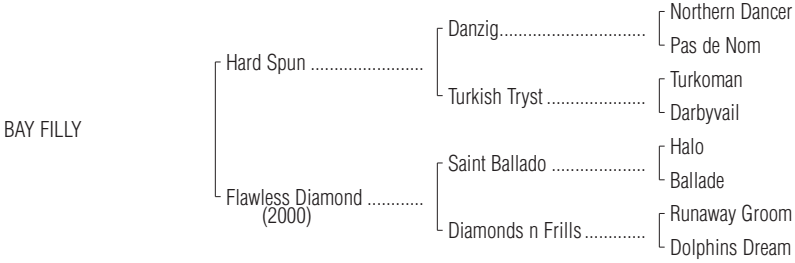 Northern Dancer
Danzig..............................
Pas de Nom
Hard Spun ........................
Turkoman
Turkish Tryst .....................
Darbyvail
BAY FILLY
Halo
Saint Ballado ....................
Ballade
Flawless Diamond ............
(2000)
Runaway Groom
Diamonds n Frills.............
Dolphins Dream